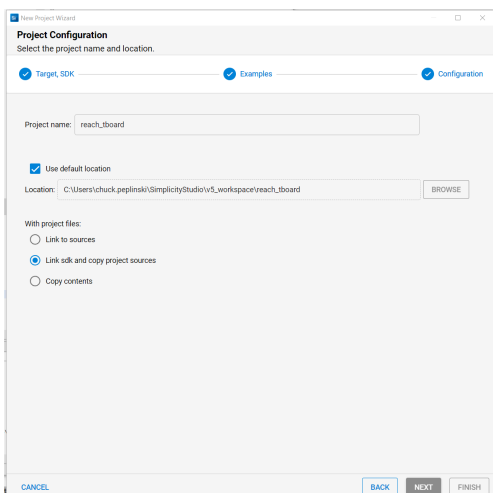 New Project Wizard
Project Configuration
Select the project name and location.
Target, SDK
Examples
Configuration
Project name: reach_tboard
Use default location
Location: C:\Users\chuck.peplinski\SimplicityStudio\v5_workspace\reach_tboard BROWSE
With project files:
Link to sources
Link sdk and copy project sources
Copy contents
CANCEL BACK NEXT FINISH